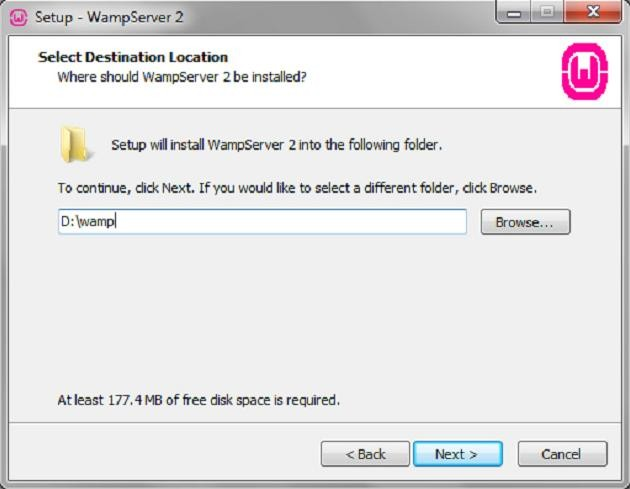 Setup - WampServer 2
Select Destination Location
Where should WampServer 2 be installed?
Setup will install WampServer 2 into the following folder.
To continue, click Next. If you would like to select a different folder, click Browse.
D:\wamp
Browse...
At least 177.4 MB of free disk space is required.
< Back Next > Cancel